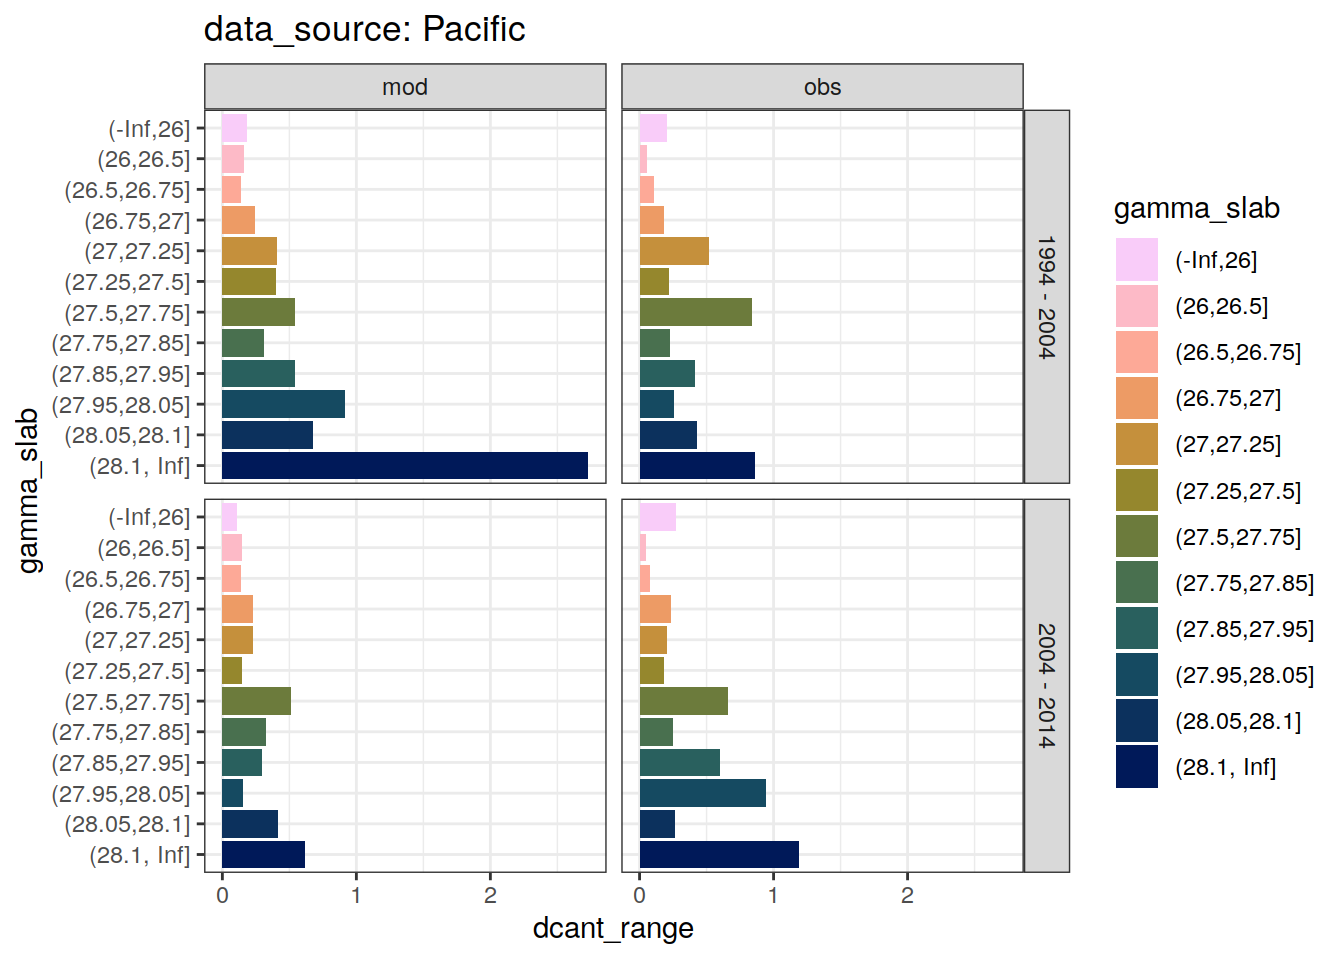 data_source: Pacific
mod
obs
(-Inf,26]
(26,26.5]
(26.5,26.75]
(26.75,27]
(27,27.25]
(27.25,27.5]
(27.5,27.75]
(27.75,27.85]
(27.85,27.95]
(27.95,28.05]
(28.05,28.1]
(28.1, Inf]
1994 - 2004
(-Inf,26]
(26,26.5]
(26.5,26.75]
(26.75,27]
(27,27.25]
(27.25,27.5]
(27.5,27.75]
(27.75,27.85]
(27.85,27.95]
(27.95,28.05]
(28.05,28.1]
(28.1, Inf]
2004 - 2014
gamma_slab
0 1 2
0 1 2
dcant_range
gamma_slab
(-Inf,26]
(26,26.5]
(26.5,26.75]
(26.75,27]
(27,27.25]
(27.25,27.5]
(27.5,27.75]
(27.75,27.85]
(27.85,27.95]
(27.95,28.05]
(28.05,28.1]
(28.1, Inf]